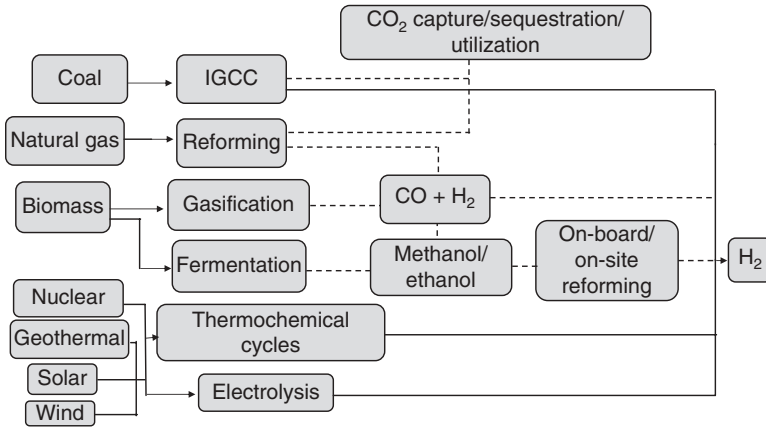 CO₂ capture/sequestration/
utilization
Coal
IGCC
Natural gas
Reforming
Biomass
Gasification
CO + H₂
Fermentation
Methanol/
ethanol
On-board/
on-site
reforming
H₂
Nuclear
Geothermal
Solar
Wind
Thermochemical
cycles
Electrolysis